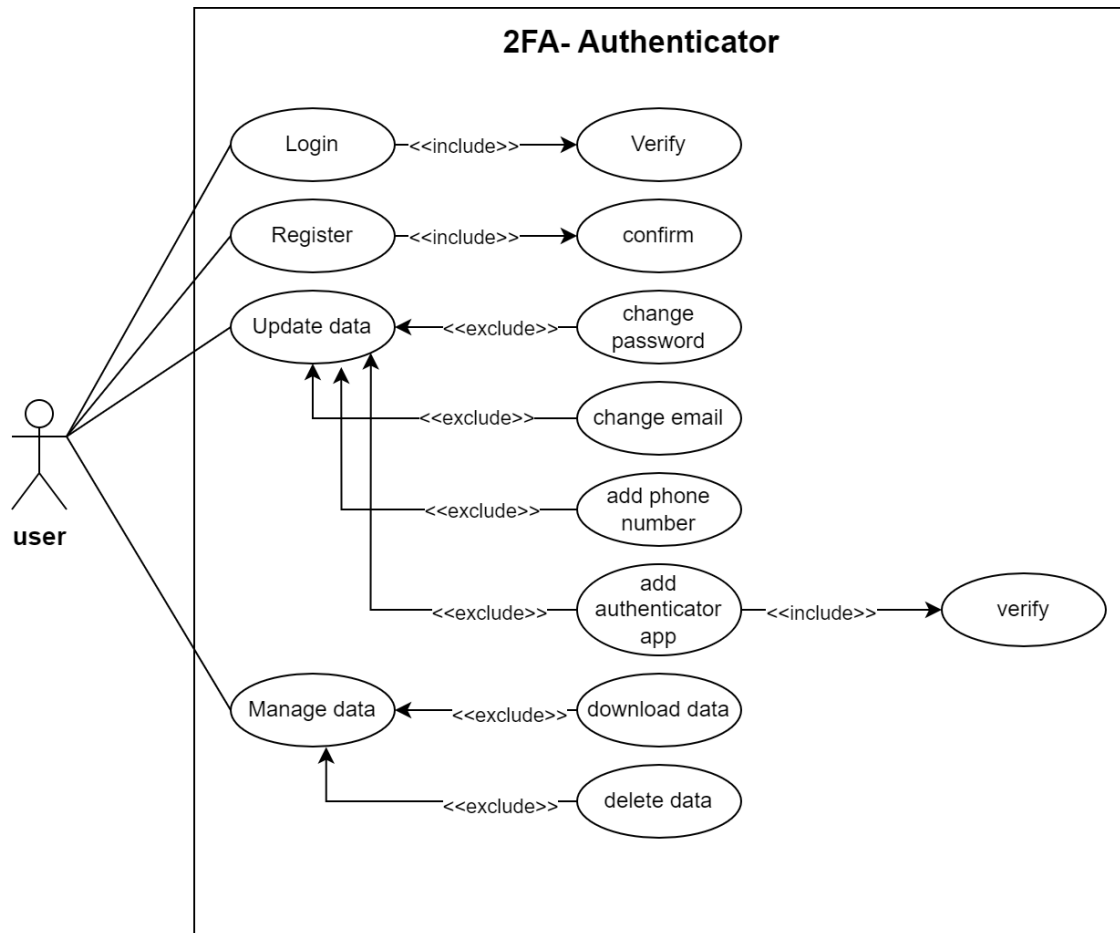 2FA- Authenticator
Login
<<include>>
Verify
Register
<<include>>
confirm
Update data
<<exclude>>
change
password
<<exclude>>
change email
<<exclude>>
add phone
number
user
<<exclude>>
add
authenticator
app
<<include>>
verify
Manage data
<<exclude>>
download data
<<exclude>>
delete data